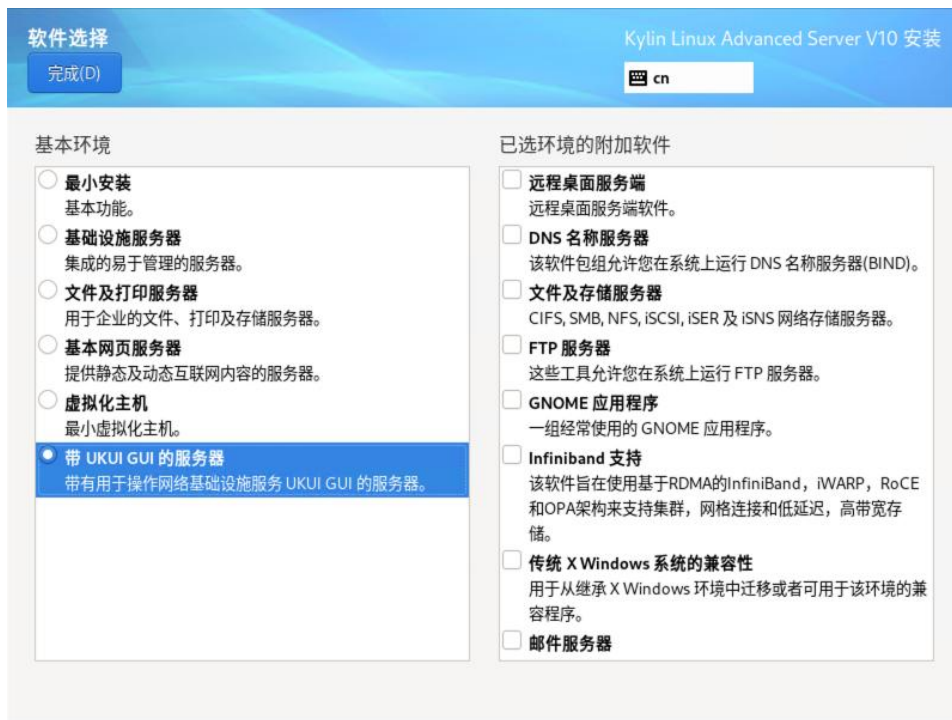 软件选择
完成(D)
Kylin Linux Advanced Server V10 安装
cn
基本环境
最小安装
基本功能。
基础设施服务器
集成的易于管理的服务器。
文件及打印服务器
用于企业的文件、打印及存储服务器。
基本网页服务器
提供静态及动态互联网内容的服务器。
虚拟化主机
最小虚拟化主机。
带 UKUI GUI 的服务器
带有用于操作网络基础设施服务 UKUI GUI 的服务器。
已选环境的附加软件
远程桌面服务端
远程桌面服务端软件。
DNS 名称服务器
该软件包组允许您在系统上运行 DNS 名称服务器(BIND)。
文件及存储服务器
CIFS, SMB, NFS, iSCSI, iSER 及 iSNS 网络存储服务器。
FTP 服务器
这些工具允许您在系统上运行 FTP 服务器。
GNOME 应用程序
一组经常使用的 GNOME 应用程序。
Infiniband 支持
该软件旨在使用基于RDMA的InfiniBand，iWARP，RoCE
和OPA架构来支持集群，网格连接和低延迟，高带宽存
储。
传统 X Windows 系统的兼容性
用于从继承 X Windows 环境中迁移或者可用于该环境的兼
容程序。
邮件服务器